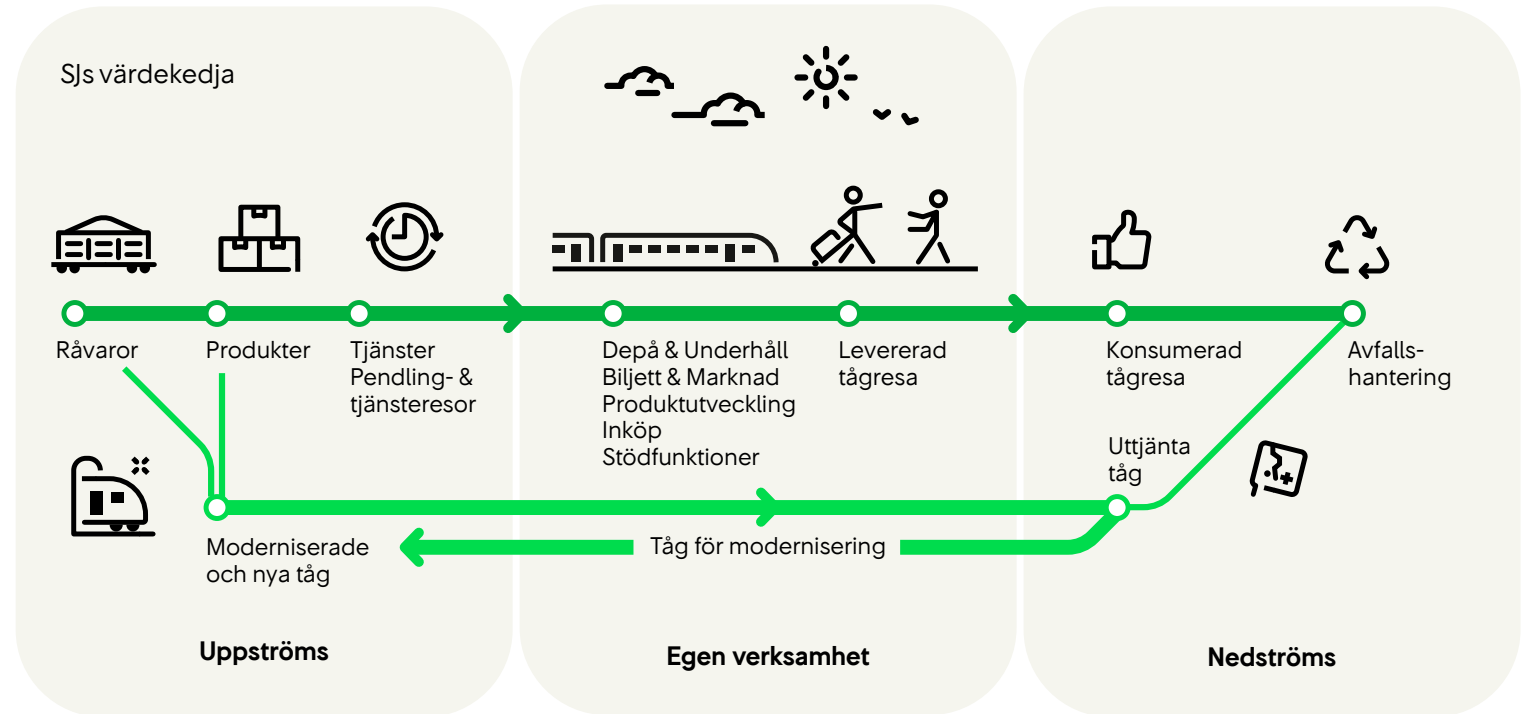 SJs värdekedja
Råvaror
Produkter
Tjänster
Pendling- &
tjänsteresor
Depå & Underhåll
Biljett & Marknad
Produktutveckling
Inköp
Stödfunktioner
Levererad
tågresa
Konsumerad
tågresa
Avfalls-
hantering
Uttjänta
tåg
Moderniserade
och nya tåg
Tåg för modernisering
Uppströms
Egen verksamhet
Nedströms